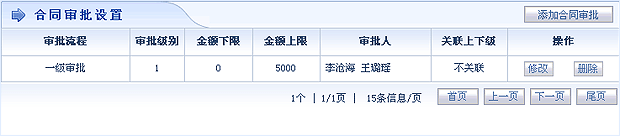 合同审批设置 添加合同审批
审批流程 审批级别 金额下限 金额上限 审批人 关联上下级 操作
一级审批 1 0 5000 李沧海 王璐瑶 不关联 修改 删除
1个 | 1/1页 | 15条信息/页 首页 上一页 下一页 尾页